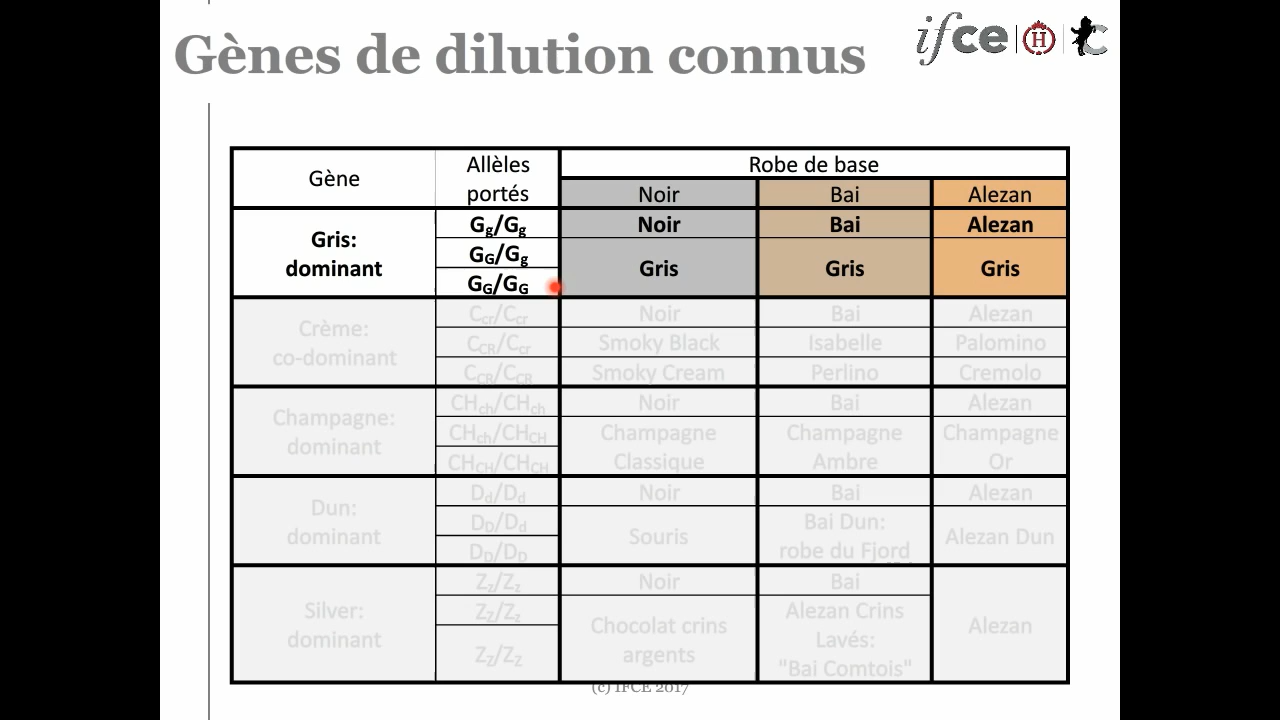 Gènes de dilution connus
ifce | H | C
Gène
Allèles
portés
Robe de base
Noir
Bai
Alezan
Gris:
dominant
Gg/Gg
Noir
Bai
Alezan
GG/Gg
Gris
Gris
Gris
GG/GG
Crème:
co-dominant
Ccr/Ccr
Noir
Bai
Alezan
CCR/Ccr
Smoky Black
Isabelle
Palomino
CCR/CCR
Smoky Cream
Perlino
Cremolo
Champagne:
dominant
CHch/CHch
Noir
Bai
Alezan
CHch/CHCH
CHCH/CHCH
Champagne
Classique
Champagne
Ambre
Champagne
Or
Dun:
dominant
Dd/Dd
Noir
Bai
Alezan
DD/Dd
DD/DD
Souris
Bai Dun:
robe du Fjord
Alezan Dun
Silver:
dominant
Zz/Zz
Noir
Bai
Alezan
ZZ/Zz
ZZ/ZZ
Chocolat crins
argents
Alezan Crins
Lavés:
"Bai Comtois"
(c) IFCE 2017